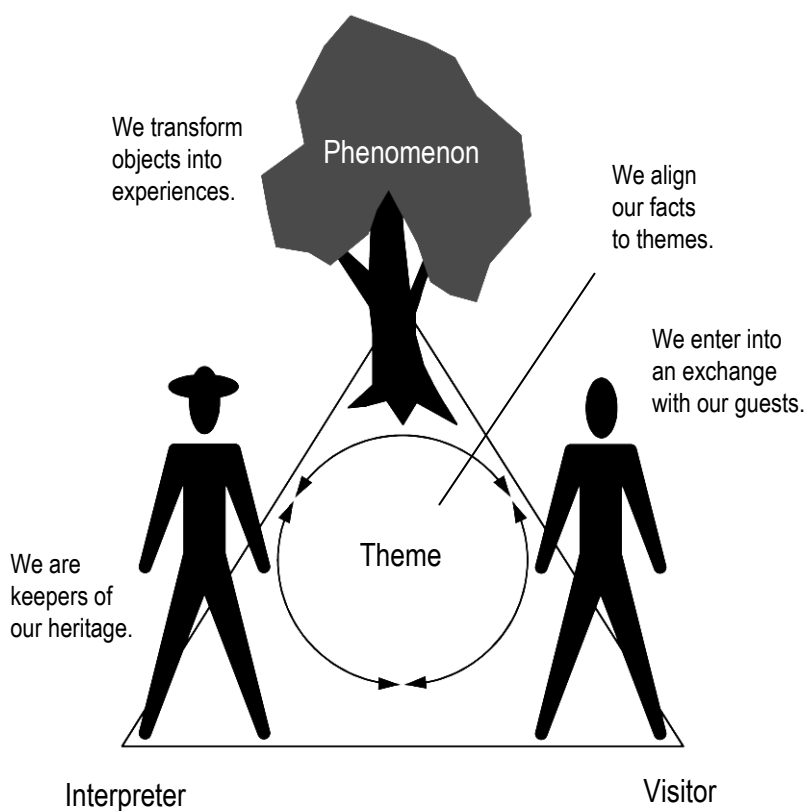 We transform
objects into
experiences.
Phenomenon
We align
our facts
to themes.
We enter into
an exchange
with our guests.
Theme
We are
keepers of
our heritage.
Interpreter
Visitor